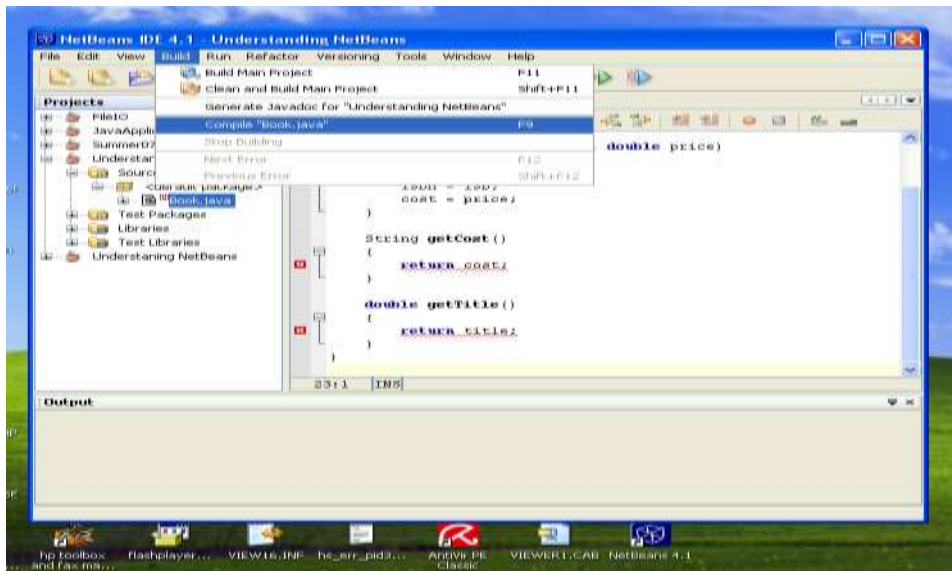 NetBeans IDE 4.1 - Understanding NetBeans
File Edit View Build Run Refactor Versioning Tools Window Help
Build Main Project F11
Clean and Build Main Project Shift+F11
Generate Javadoc for "Understanding NetBeans"
Compile "Book.java" F9
Stop Building
Next Error F12
Previous Error Shift+F12
Projects
FileIO
JavaApplic
Summer07
Understar
Sourc
<default package>
Book.java
Test Packages
Libraries
Test Libraries
Understaning NetBeans
double price)
cost = price;
}
String getCost()
{
return cost;
}
double getTitle()
{
return title;
}
}
23:1 INS
Output
hp toolbox and fax ma...
flashplayer...
VIEW16.INF
hs_err_pid3...
AntiVir PE Classic
VIEWER1.CAB
NetBeans 4.1